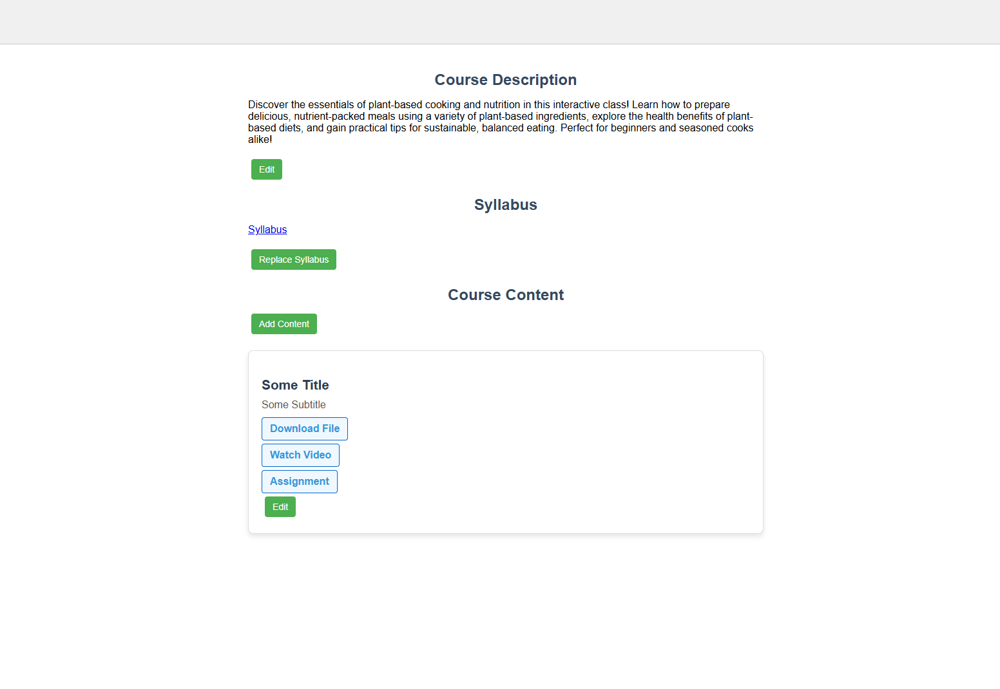 Course Description
Discover the essentials of plant-based cooking and nutrition in this interactive class! Learn how to prepare
delicious, nutrient-packed meals using a variety of plant-based ingredients, explore the health benefits of plant-
based diets, and gain practical tips for sustainable, balanced eating. Perfect for beginners and seasoned cooks
alike!
Edit
Syllabus
Syllabus
Replace Syllabus
Course Content
Add Content
Some Title
Some Subtitle
Download File
Watch Video
Assignment
Edit